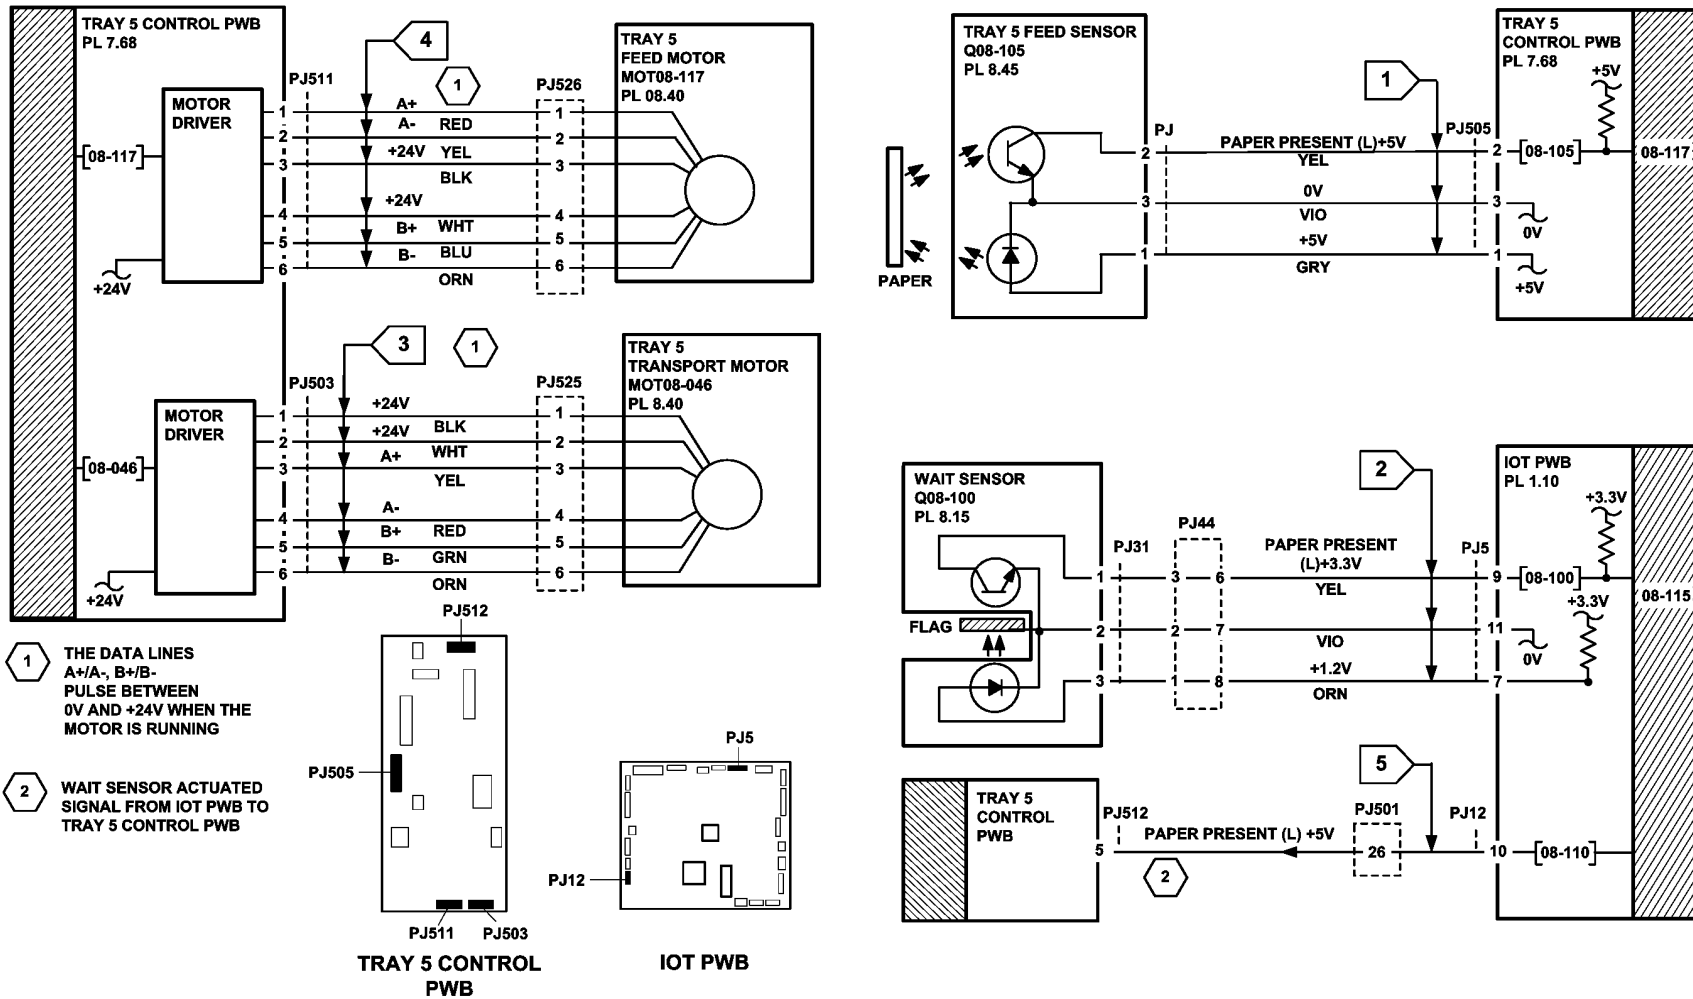 TRAY 5 CONTROL PWB
PL 7.68
MOTOR
DRIVER
[08-117]
+24V
PJ511
4
1
1
2
3
4
5
6
A+
A-
RED
+24V
YEL
BLK
+24V
B+
WHT
B-
BLU
ORN
PJ526
1
2
3
4
5
6
TRAY 5
FEED MOTOR
MOT08-117
PL 08.40
MOTOR
DRIVER
[08-046]
+24V
PJ503
3
1
1
2
3
4
5
6
+24V
BLK
+24V
WHT
A+
YEL
A-
B+
RED
B-
GRN
ORN
PJ525
1
2
3
4
5
6
TRAY 5
TRANSPORT MOTOR
MOT08-046
PL 8.40
1
THE DATA LINES
A+/A-, B+/B-
PULSE BETWEEN
0V AND +24V WHEN THE
MOTOR IS RUNNING
2
WAIT SENSOR ACTUATED
SIGNAL FROM IOT PWB TO
TRAY 5 CONTROL PWB
PJ512
PJ505
PJ511
PJ503
TRAY 5 CONTROL
PWB
PJ5
PJ12
IOT PWB
TRAY 5 FEED SENSOR
Q08-105
PL 8.45
PAPER
PJ
2
3
1
1
PAPER PRESENT (L)+5V
YEL
0V
VIO
+5V
GRY
PJ505
2
3
1
TRAY 5
CONTROL PWB
PL 7.68
+5V
[08-105]
08-117
0V
+5V
WAIT SENSOR
Q08-100
PL 8.15
FLAG
PJ31
1
2
3
PJ44
3 6
2 7
1 8
2
PAPER PRESENT
(L)+3.3V
YEL
VIO
+1.2V
ORN
PJ5
9
11
7
IOT PWB
PL 1.10
+3.3V
[08-100]
+3.3V
08-115
0V
TRAY 5
CONTROL
PWB
PJ512
5
PAPER PRESENT (L) +5V
2
5
PJ501
26
PJ12
10
[08-110]